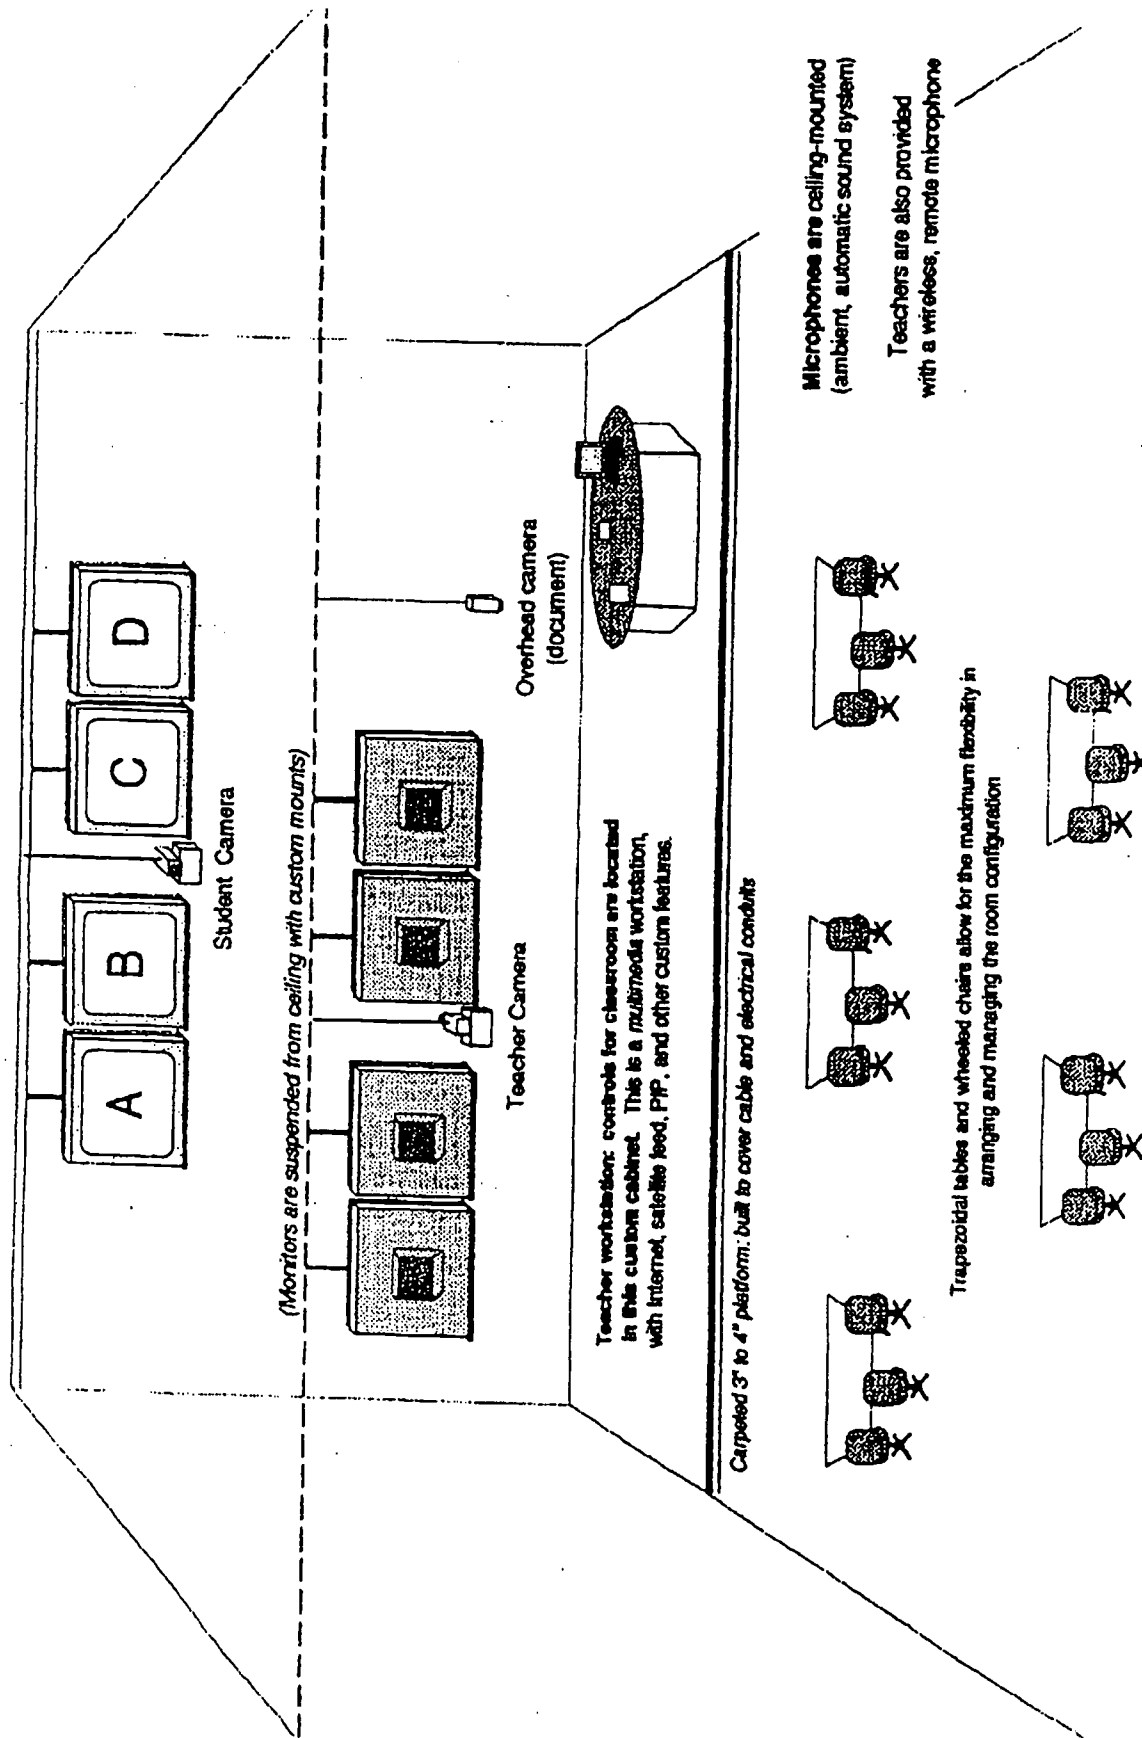 A
B
C
D
Student Camera
(Monitors are suspended from ceiling with custom mounts)
Teacher Camera
Overhead camera
(document)
Teacher workstation: controls for classroom are located
in this custom cabinet. This is a multimedia workstation,
with Internet, satellite feed, PIP, and other custom features.
Carpeted 3" to 4" platform: built to cover cable and electrical conduits
Microphones are ceiling-mounted
(ambient, automatic sound system)
Teachers are also provided
with a wireless, remote microphone
Trapezoidal tables and wheeled chairs allow for the maximum flexibility in
arranging and managing the room configuration